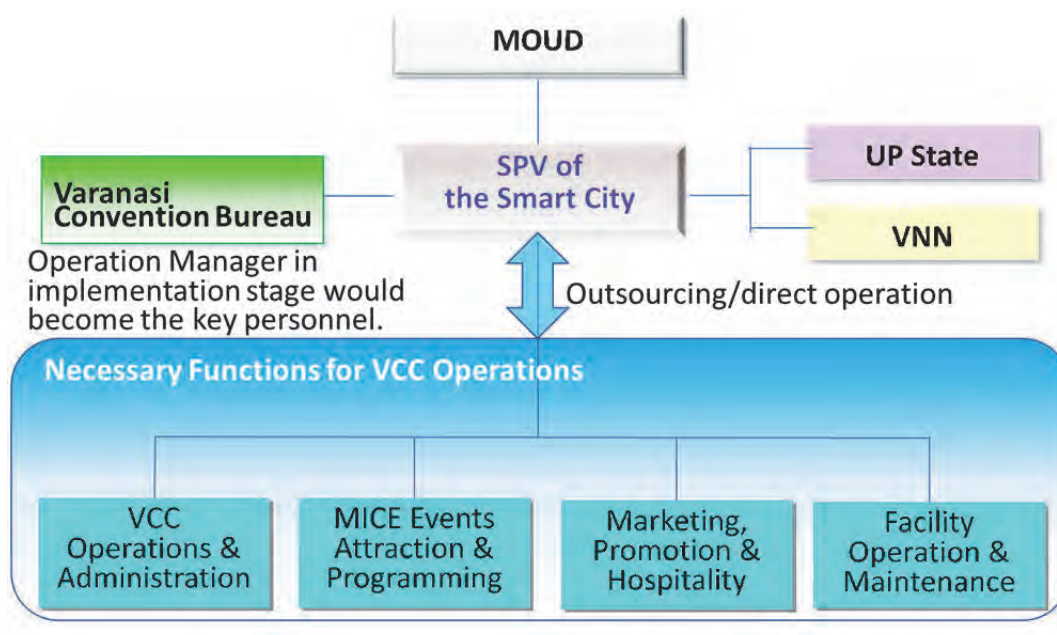 MOUD
SPV of
the Smart City
UP State
VNN
Varanasi
Convention Bureau
Operation Manager in
implementation stage would
become the key personnel.
Outsourcing/direct operation
Necessary Functions for VCC Operations
VCC
Operations &
Administration
MICE Events
Attraction &
Programming
Marketing,
Promotion &
Hospitality
Facility
Operation &
Maintenance